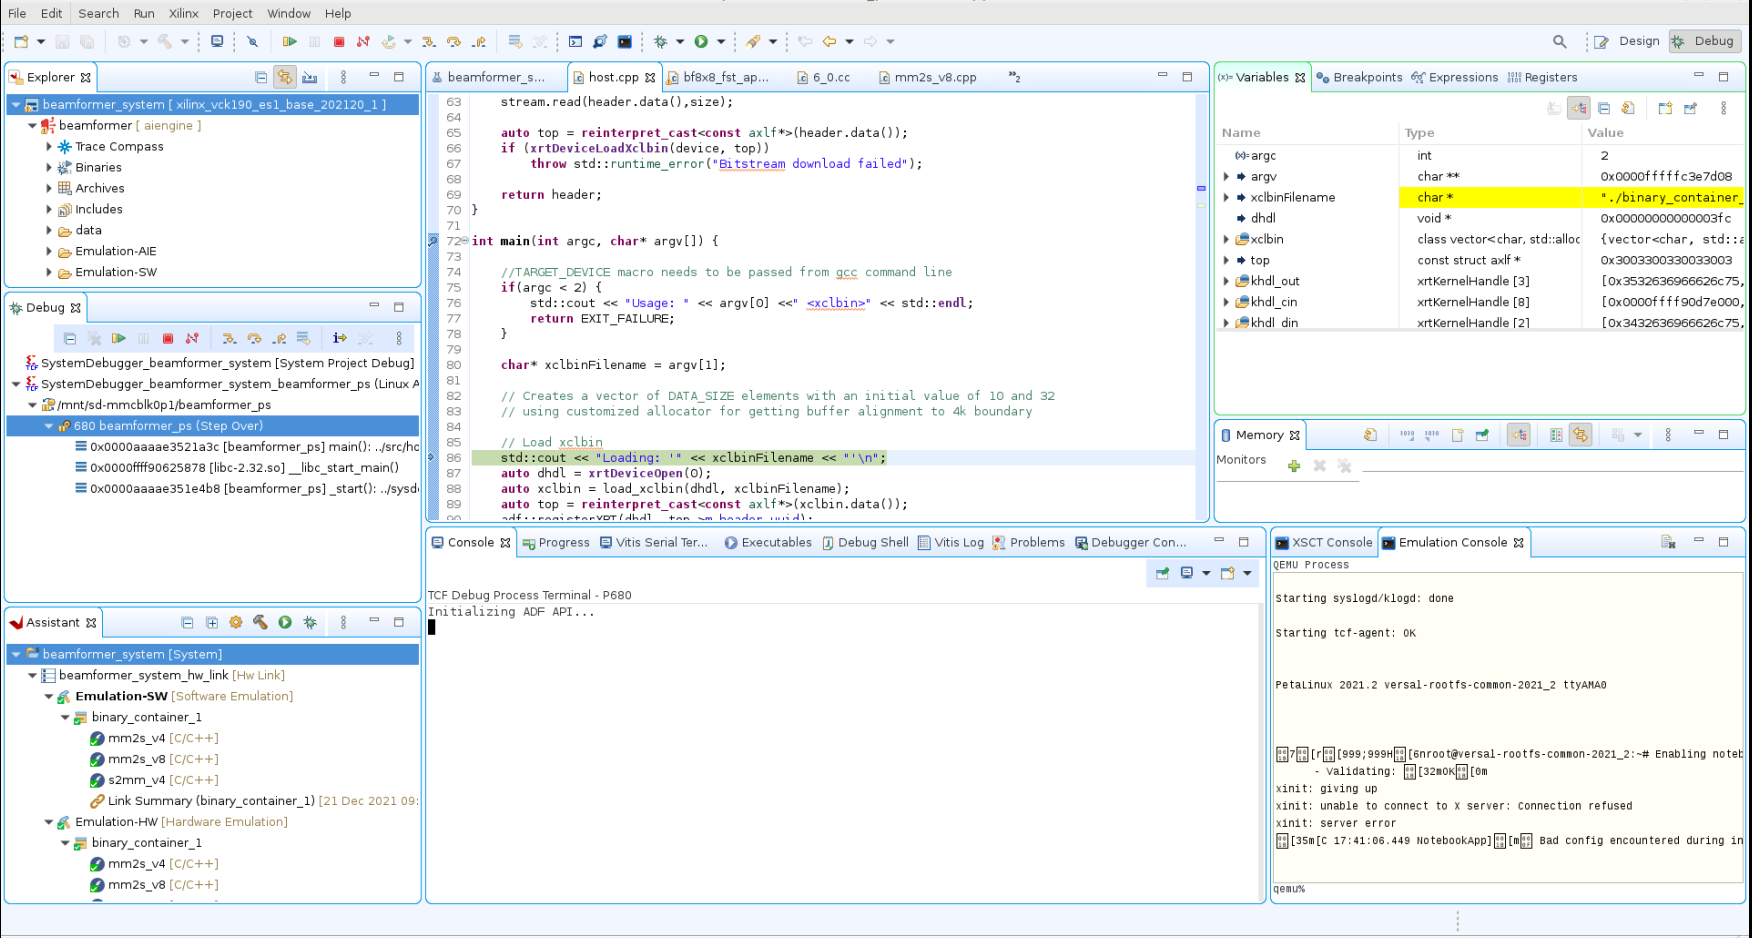 File Edit Search Run Xilinx Project Window Help
Design Debug
Explorer
beamformer_system [ xilinx_vck190_es1_base_202120_1 ]
beamformer [ aiengine ]
Trace Compass
Binaries
Archives
Includes
data
Emulation-AIE
Emulation-SW
Debug
SystemDebugger_beamformer_system [System Project Debug]
SystemDebugger_beamformer_system_beamformer_ps (Linux A
/mnt/sd-mmcblk0p1/beamformer_ps
680 beamformer_ps (Step Over)
0x0000aaaae3521a3c [beamformer_ps] main(): ../src/ho
0x0000ffff90625878 [libc-2.32.so] __libc_start_main()
0x0000aaaae351e4b8 [beamformer_ps] _start(): ../sysd
Assistant
beamformer_system [System]
beamformer_system_hw_link [Hw Link]
Emulation-SW [Software Emulation]
binary_container_1
mm2s_v4 [C/C++]
mm2s_v8 [C/C++]
s2mm_v4 [C/C++]
Link Summary (binary_container_1) [21 Dec 2021 09:
Emulation-HW [Hardware Emulation]
binary_container_1
mm2s_v4 [C/C++]
mm2s_v8 [C/C++]
beamformer_s... host.cpp bf8x8_fst_ap... 6_0.cc mm2s_v8.cpp »2
63 stream.read(header.data(),size);
64
65 auto top = reinterpret_cast<const axlf*>(header.data());
66 if (xrtDeviceLoadXclbin(device, top))
67 throw std::runtime_error("Bitstream download failed");
68
69 return header;
70 }
71
72 int main(int argc, char* argv[]) {
73
74 //TARGET_DEVICE macro needs to be passed from gcc command line
75 if(argc < 2) {
76 std::cout << "Usage: " << argv[0] <<" <xclbin>" << std::endl;
77 return EXIT_FAILURE;
78 }
79
80 char* xclbinFilename = argv[1];
81
82 // Creates a vector of DATA_SIZE elements with an initial value of 10 and 32
83 // using customized allocator for getting buffer alignment to 4k boundary
84
85 // Load xclbin
86 std::cout << "Loading: '" << xclbinFilename << "'\n";
87 auto dhdl = xrtDeviceOpen(0);
88 auto xclbin = load_xclbin(dhdl, xclbinFilename);
89 auto top = reinterpret_cast<const axlf*>(xclbin.data());
90 adf::registerXRT(dhdl, top->m_header.uuid);
Console Progress Vitis Serial Ter... Executables Debug Shell Vitis Log Problems Debugger Con...
TCF Debug Process Terminal - P680
Initializing ADF API...
(x)= Variables Breakpoints Expressions Registers
Name Type Value
(x)= argc int 2
argv char ** 0x0000fffffc3e7d08
xclbinFilename char * "./binary_container_
dhdl void * 0x00000000000003fc
xclbin class vector<char, std::alloc {vector<char, std::a
top const struct axlf * 0x3003300330033003
khdl_out xrtKernelHandle [3] [0x3532636966626c75,
khdl_cin xrtKernelHandle [8] [0x0000ffff90d7e000,
khdl_din xrtKernelHandle [2] [0x3432636966626c75,
Memory
Monitors
XSCT Console Emulation Console
QEMU Process
Starting syslogd/klogd: done
Starting tcf-agent: OK
PetaLinux 2021.2 versal-rootfs-common-2021_2 ttyAMA0
7[r[999;999H[6nroot@versal-rootfs-common-2021_2:~# Enabling noteb
- Validating: [32mOK[0m
xinit: giving up
xinit: unable to connect to X server: Connection refused
xinit: server error
[35m[C 17:41:06.449 NotebookApp][m Bad config encountered during in
qemu%